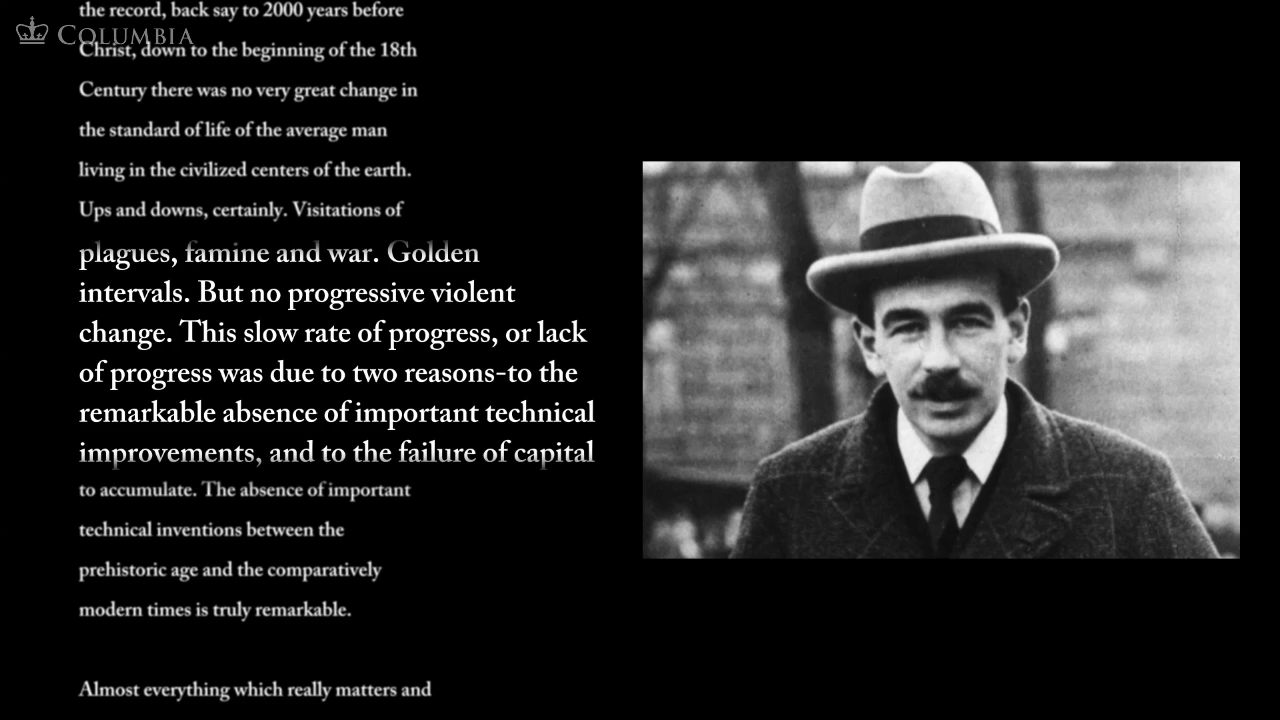 the record, back say to 2000 years before
COLUMBIA
Christ, down to the beginning of the 18th
Century there was no very great change in
the standard of life of the average man
living in the civilized centers of the earth.
Ups and downs, certainly. Visitations of
plagues, famine and war. Golden
intervals. But no progressive violent
change. This slow rate of progress, or lack
of progress was due to two reasons-to the
remarkable absence of important technical
improvements, and to the failure of capital
to accumulate. The absence of important
technical inventions between the
prehistoric age and the comparatively
modern times is truly remarkable.
Almost everything which really matters and